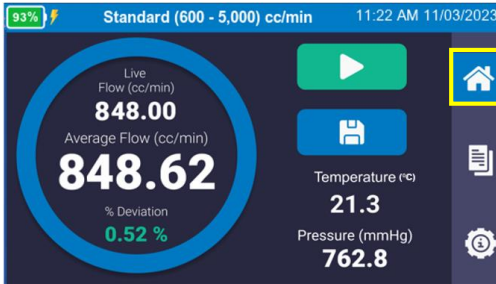 93%
Standard (600 - 5,000) cc/min
11:22 AM 11/03/2023
Live
Flow (cc/min)
848.00
Average Flow (cc/min)
848.62
% Deviation
0.52 %
Temperature (ºC)
21.3
Pressure (mmHg)
762.8